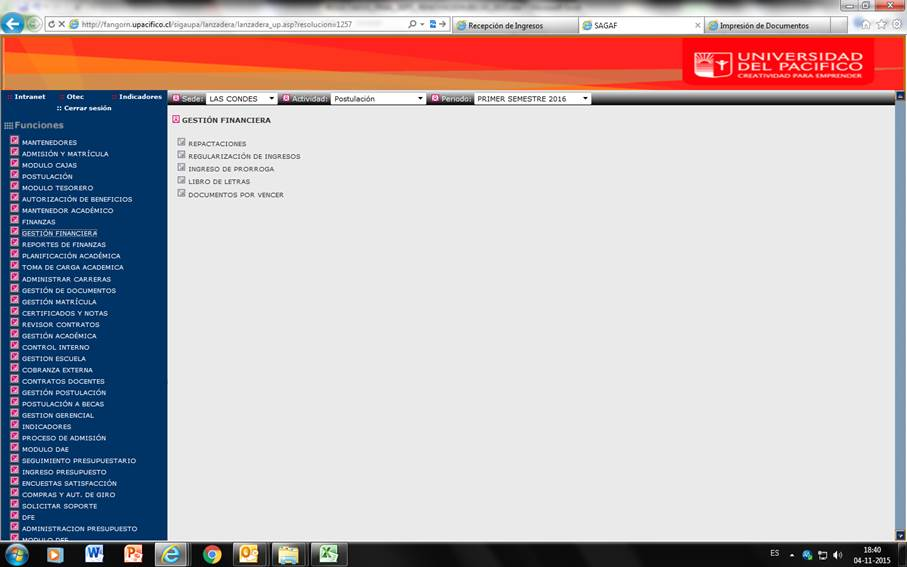 http://fangorn.upacifico.cl/sigaupa/lanzadera/lanzadera_up.asp?resolucion=1257
Recepción de Ingresos
SAGAF
Impresión de Documentos
UNIVERSIDAD
DEL PACIFICO
CREATIVIDAD PARA EMPRENDER
:: Intranet :: Otec :: Indicadores
:: Cerrar sesión
Sede: LAS CONDES Actividad: Postulación Periodo: PRIMER SEMESTRE 2016
Funciones
MANTENEDORES
ADMISIÓN Y MATRÍCULA
MODULO CAJAS
POSTULACIÓN
MODULO TESORERO
AUTORIZACIÓN DE BENEFICIOS
MANTENEDOR ACADÉMICO
FINANZAS
GESTIÓN FINANCIERA
REPORTES DE FINANZAS
PLANIFICACIÓN ACADÉMICA
TOMA DE CARGA ACADEMICA
ADMINISTRAR CARRERAS
GESTIÓN DE DOCUMENTOS
GESTIÓN MATRÍCULA
CERTIFICADOS Y NOTAS
REVISOR CONTRATOS
GESTIÓN ACADÉMICA
CONTROL INTERNO
GESTION ESCUELA
COBRANZA EXTERNA
CONTRATOS DOCENTES
GESTIÓN POSTULACIÓN
POSTULACIÓN A BECAS
GESTION GERENCIAL
INDICADORES
PROCESO DE ADMISIÓN
MODULO DAE
SEGUIMIENTO PRESUPUESTARIO
INGRESO PRESUPUESTO
ENCUESTAS SATISFACCIÓN
COMPRAS Y AUT. DE GIRO
SOLICITAR SOPORTE
DFE
ADMINISTRACION PRESUPUESTO
MODULO DFE
GESTIÓN FINANCIERA
REPACTACIONES
REGULARIZACIÓN DE INGRESOS
INGRESO DE PRORROGA
LIBRO DE LETRAS
DOCUMENTOS POR VENCER
ES
18:40
04-11-2015